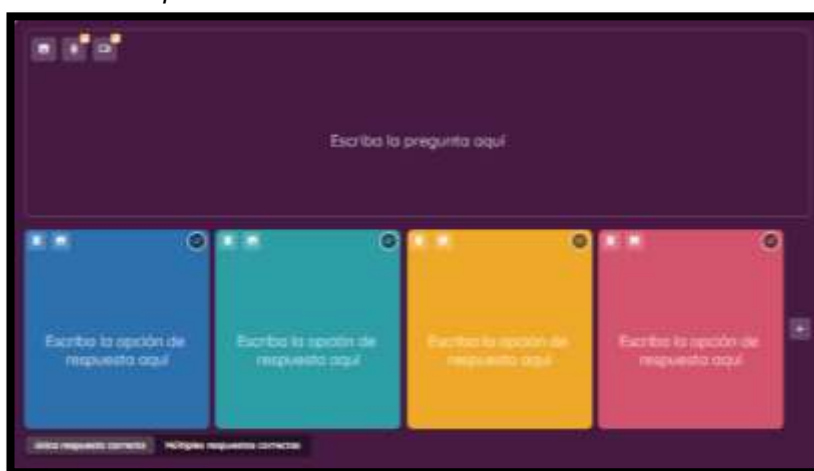 Escriba la pregunta aquí
Escriba la opción de
respuesta aquí
Escriba la opción de
respuesta aquí
Escriba la opción de
respuesta aquí
Escriba la opción de
respuesta aquí
Única respuesta correcta
Múltiples respuestas correctas